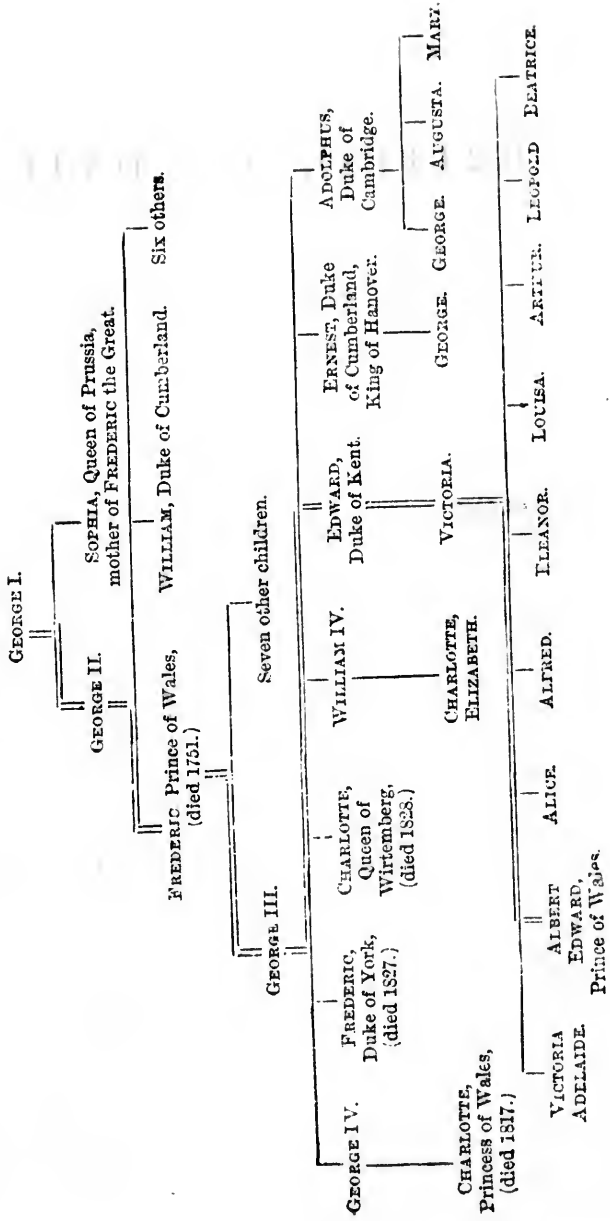 GEORGE I.
GEORGE II.
SOPHIA, Queen of Prussia,
mother of FREDERIC the Great.
FREDERIC Prince of Wales,
(died 1751.)
WILLIAM, Duke of Cumberland.
Six others.
GEORGE III.
Seven other children.
GEORGE IV.
FREDERIC,
Duke of York,
(died 1827.)
CHARLOTTE,
Queen of
Wirtemberg,
(died 1828.)
WILLIAM IV.
EDWARD,
Duke of Kent.
ERNEST, Duke
of Cumberland,
King of Hanover.
ADOLPHUS,
Duke of
Cambridge.
CHARLOTTE,
Princess of Wales,
(died 1817.)
CHARLOTTE,
ELIZABETH.
VICTORIA.
GEORGE.
GEORGE.
AUGUSTA.
MARY.
VICTORIA
ADELAIDE.
ALBERT
EDWARD,
Prince of Wales.
ALICE.
ALFRED.
ELEANOR.
LOUISA.
ARTHUR.
LEOPOLD
BEATRICE.